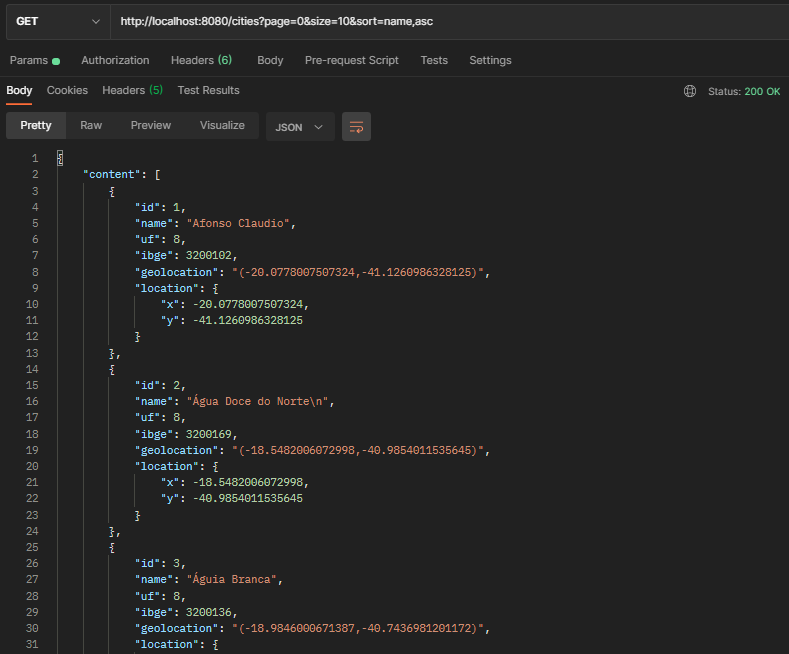 GET http://localhost:8080/cities?page=0&size=10&sort=name,asc
Params Authorization Headers (6) Body Pre-request Script Tests Settings
Body Cookies Headers (5) Test Results Status: 200 OK
Pretty Raw Preview Visualize JSON
1 {
2 "content": [
3 {
4 "id": 1,
5 "name": "Afonso Claudio",
6 "uf": 8,
7 "ibge": 3200102,
8 "geolocation": "(-20.0778007507324,-41.1260986328125)",
9 "location": {
10 "x": -20.0778007507324,
11 "y": -41.1260986328125
12 }
13 },
14 {
15 "id": 2,
16 "name": "Água Doce do Norte\n",
17 "uf": 8,
18 "ibge": 3200169,
19 "geolocation": "(-18.5482006072998,-40.9854011535645)",
20 "location": {
21 "x": -18.5482006072998,
22 "y": -40.9854011535645
23 }
24 },
25 {
26 "id": 3,
27 "name": "Águia Branca",
28 "uf": 8,
29 "ibge": 3200136,
30 "geolocation": "(-18.9846000671387,-40.7436981201172)",
31 "location": {